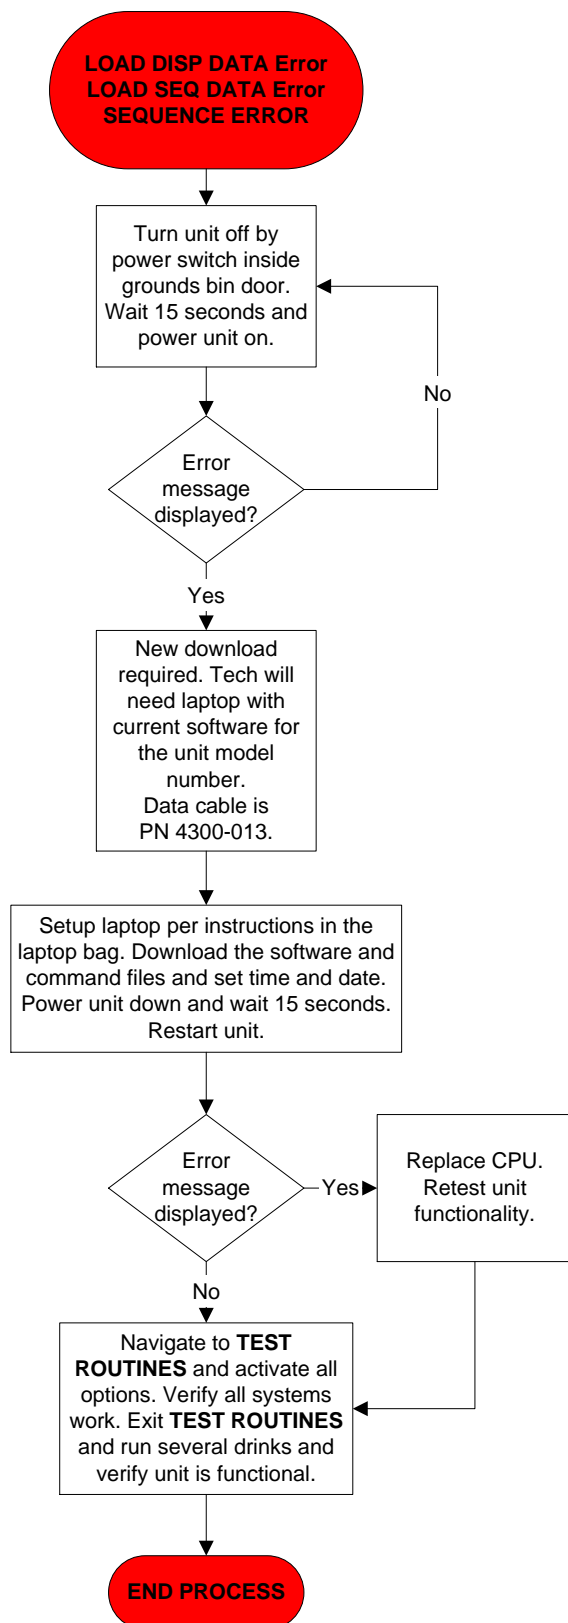 LOAD DISP DATA Error
LOAD SEQ DATA Error
SEQUENCE ERROR
Turn unit off by
power switch inside
grounds bin door.
Wait 15 seconds and
power unit on.
No
Error
message
displayed?
Yes
New download
required. Tech will
need laptop with
current software for
the unit model
number.
Data cable is
PN 4300-013.
Setup laptop per instructions in the
laptop bag. Download the software and
command files and set time and date.
Power unit down and wait 15 seconds.
Restart unit.
Error
message
displayed?
Yes
Replace CPU.
Retest unit
functionality.
No
Navigate to TEST
ROUTINES and activate all
options. Verify all systems
work. Exit TEST ROUTINES
and run several drinks and
verify unit is functional.
END PROCESS